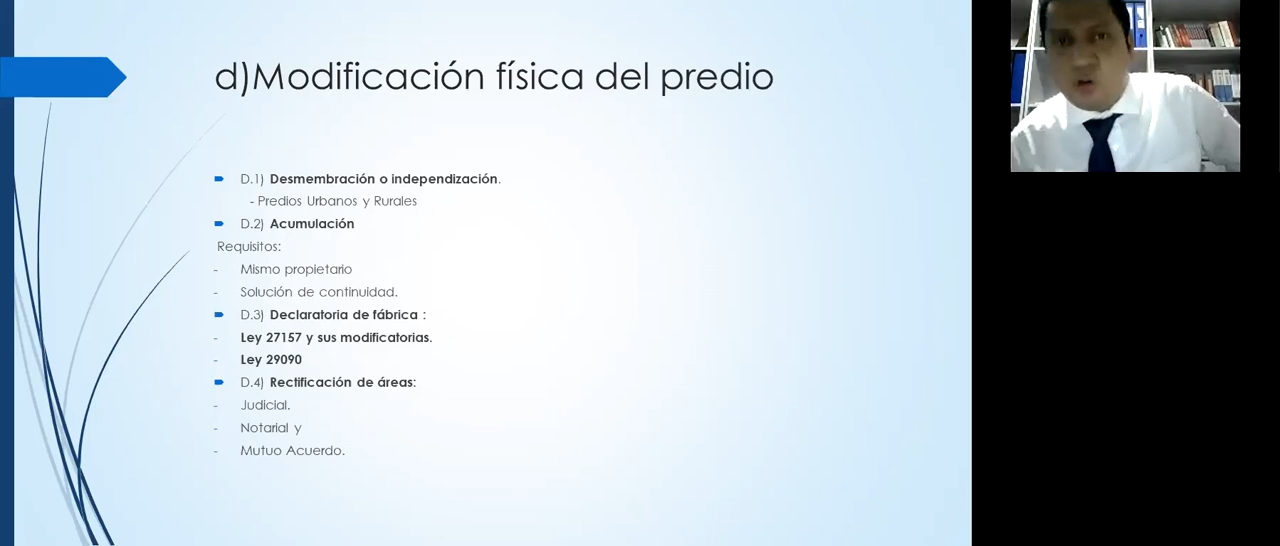 d)Modificación física del predio
D.1) Desmembración o independización.
- Predios Urbanos y Rurales
D.2) Acumulación
Requisitos:
- Mismo propietario
- Solución de continuidad.
D.3) Declaratoria de fábrica :
- Ley 27157 y sus modificatorias.
- Ley 29090
D.4) Rectificación de áreas:
- Judicial.
- Notarial y
- Mutuo Acuerdo.